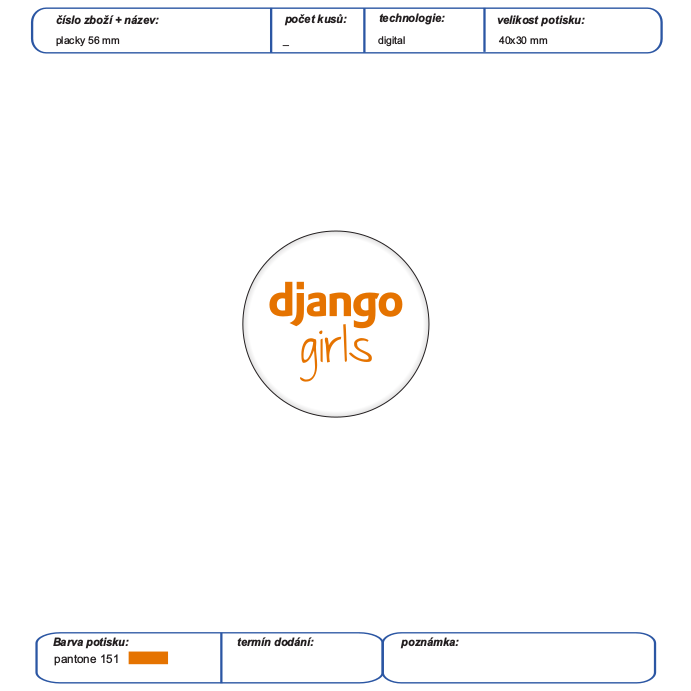 číslo zboží + název:
placky 56 mm
počet kusů:
_
technologie:
digital
velikost potisku:
40x30 mm
django
girls
Barva potisku:
pantone 151
termín dodání:
poznámka: